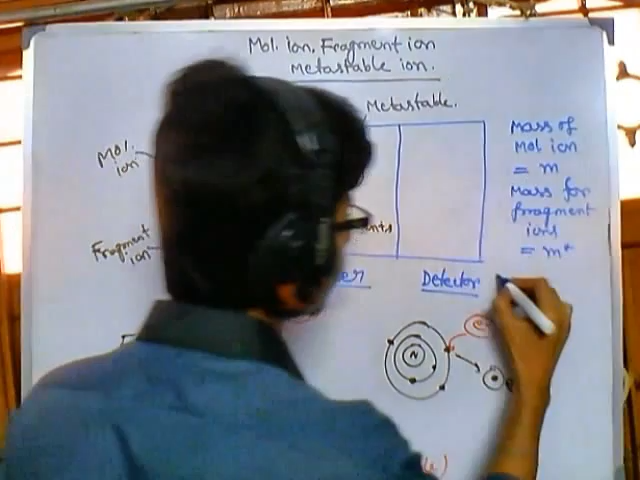 Mol. ion, Fragment ion
Metastable ion.
Metastable.
Mol.
ion
Fragment
ion
Mass of
Mol ion
= m
Mass for
fragment
ions
= m*
Detector
N